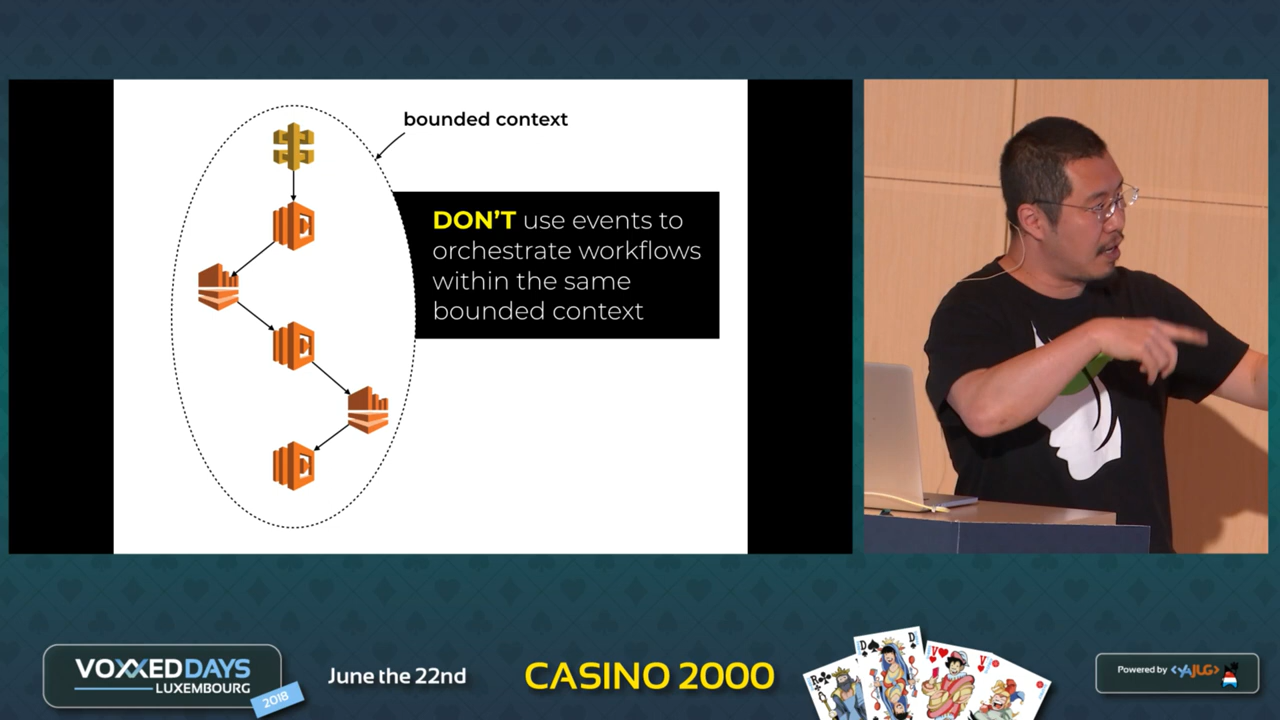 bounded context
DON'T use events to
orchestrate workflows
within the same
bounded context
VOXXED DAYS
LUXEMBOURG
2018
June the 22nd
CASINO 2000
Powered by <YAJUG>